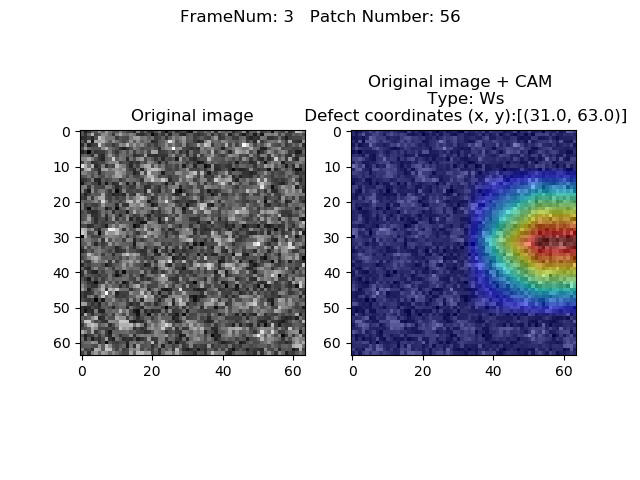 FrameNum: 3   Patch Number: 56
Original image
Original image + CAM
Type: Ws
Defect coordinates (x, y):[(31.0, 63.0)]
0
10
20
30
40
50
60
0 20 40 60
0
10
20
30
40
50
60
0 20 40 60